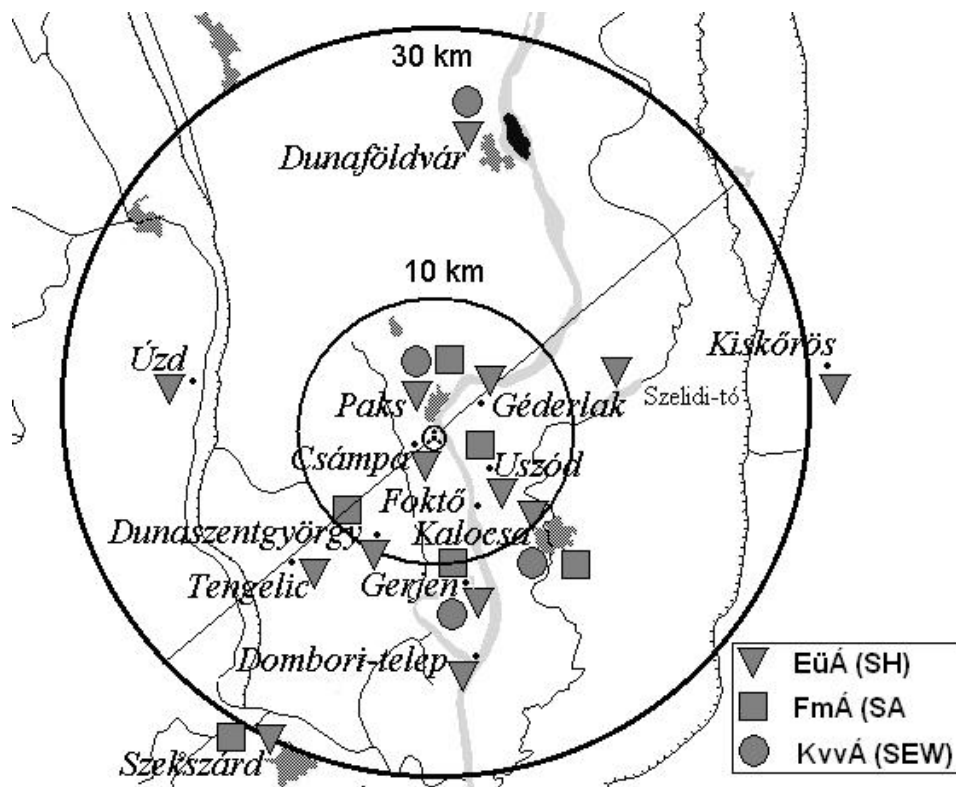 30 km
Dunaföldvár
10 km
Kiskőrös
Úzd
Szelidi-tó
Paks
Géderlak
Csámpa
Uszód
Foktő
Dunaszentgyörgy
Kalocsa
Tengelic
Gerjen
Dombori-telep
EüÁ (SH)
FmÁ (SA
KvvÁ (SEW)
Szekszárd